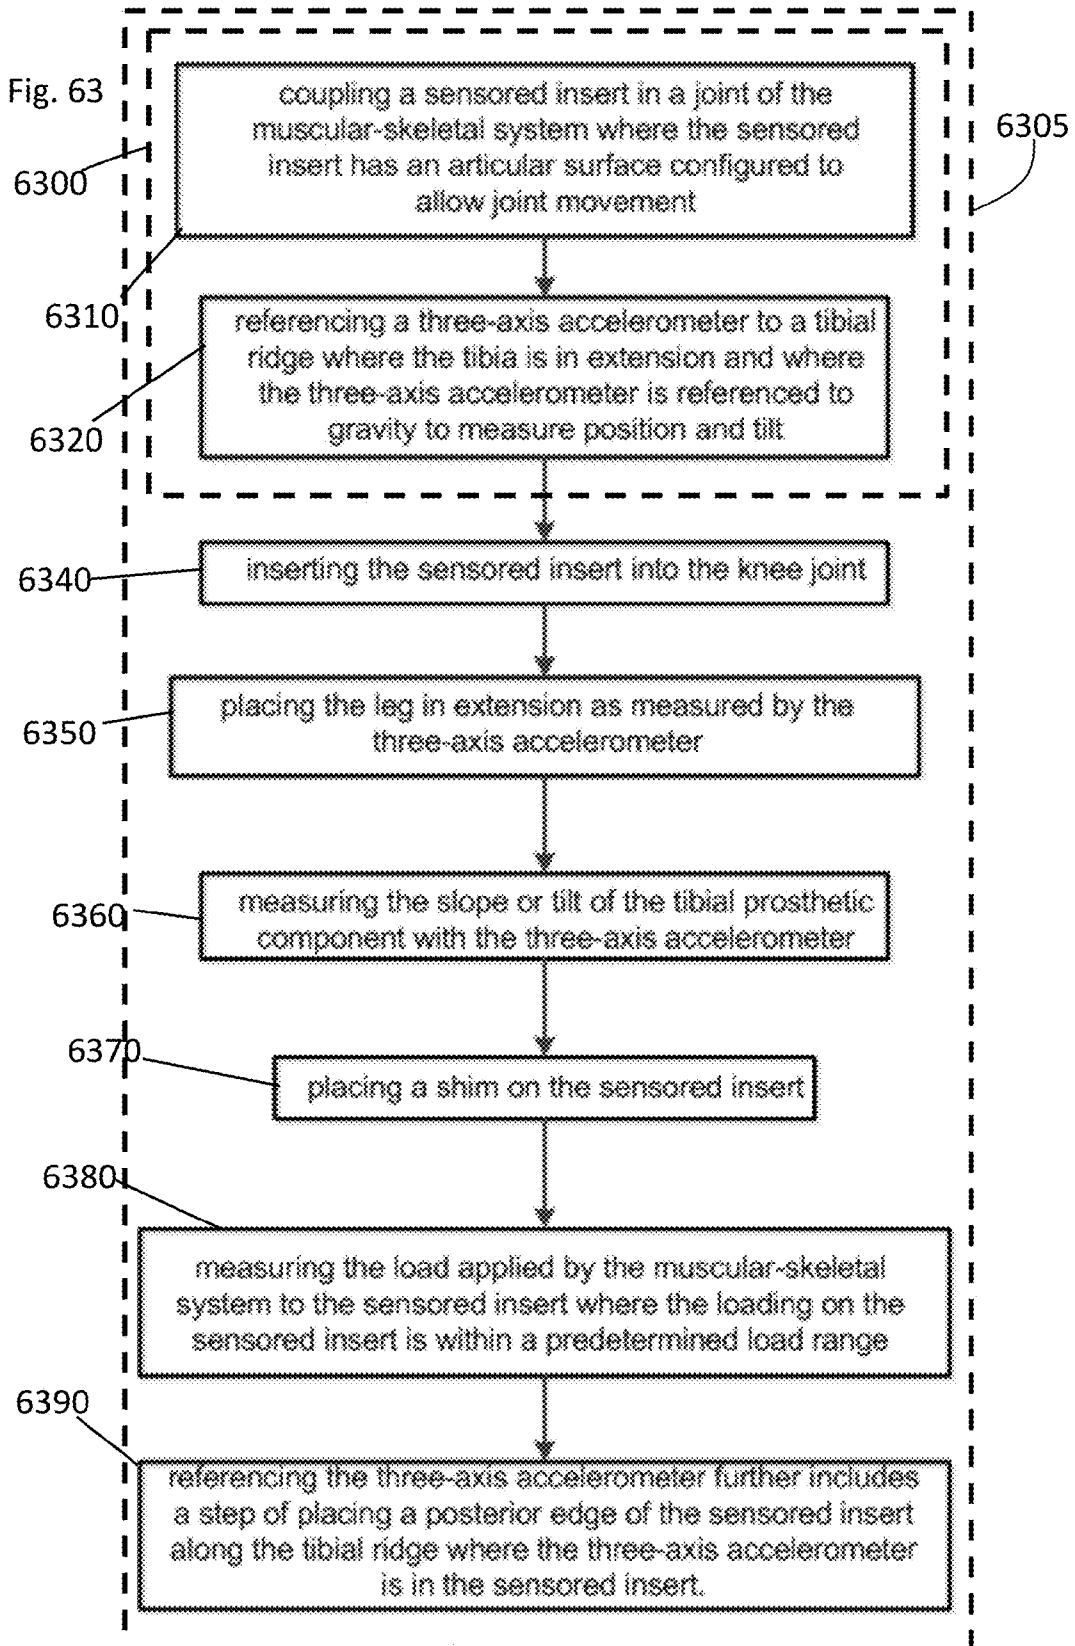 Fig. 63
6300
6305
coupling a sensored insert in a joint of the
muscular-skeletal system where the sensored
insert has an articular surface configured to
allow joint movement
6310
referencing a three-axis accelerometer to a tibial
ridge where the tibia is in extension and where
the three-axis accelerometer is referenced to
gravity to measure position and tilt
6320
inserting the sensored insert into the knee joint
6340
placing the leg in extension as measured by the
three-axis accelerometer
6350
measuring the slope or tilt of the tibial prosthetic
component with the three-axis accelerometer
6360
6370
placing a shim on the sensored insert
6380
measuring the load applied by the muscular-skeletal
system to the sensored insert where the loading on the
sensored insert is within a predetermined load range
6390
referencing the three-axis accelerometer further includes
a step of placing a posterior edge of the sensored insert
along the tibial ridge where the three-axis accelerometer
is in the sensored insert.